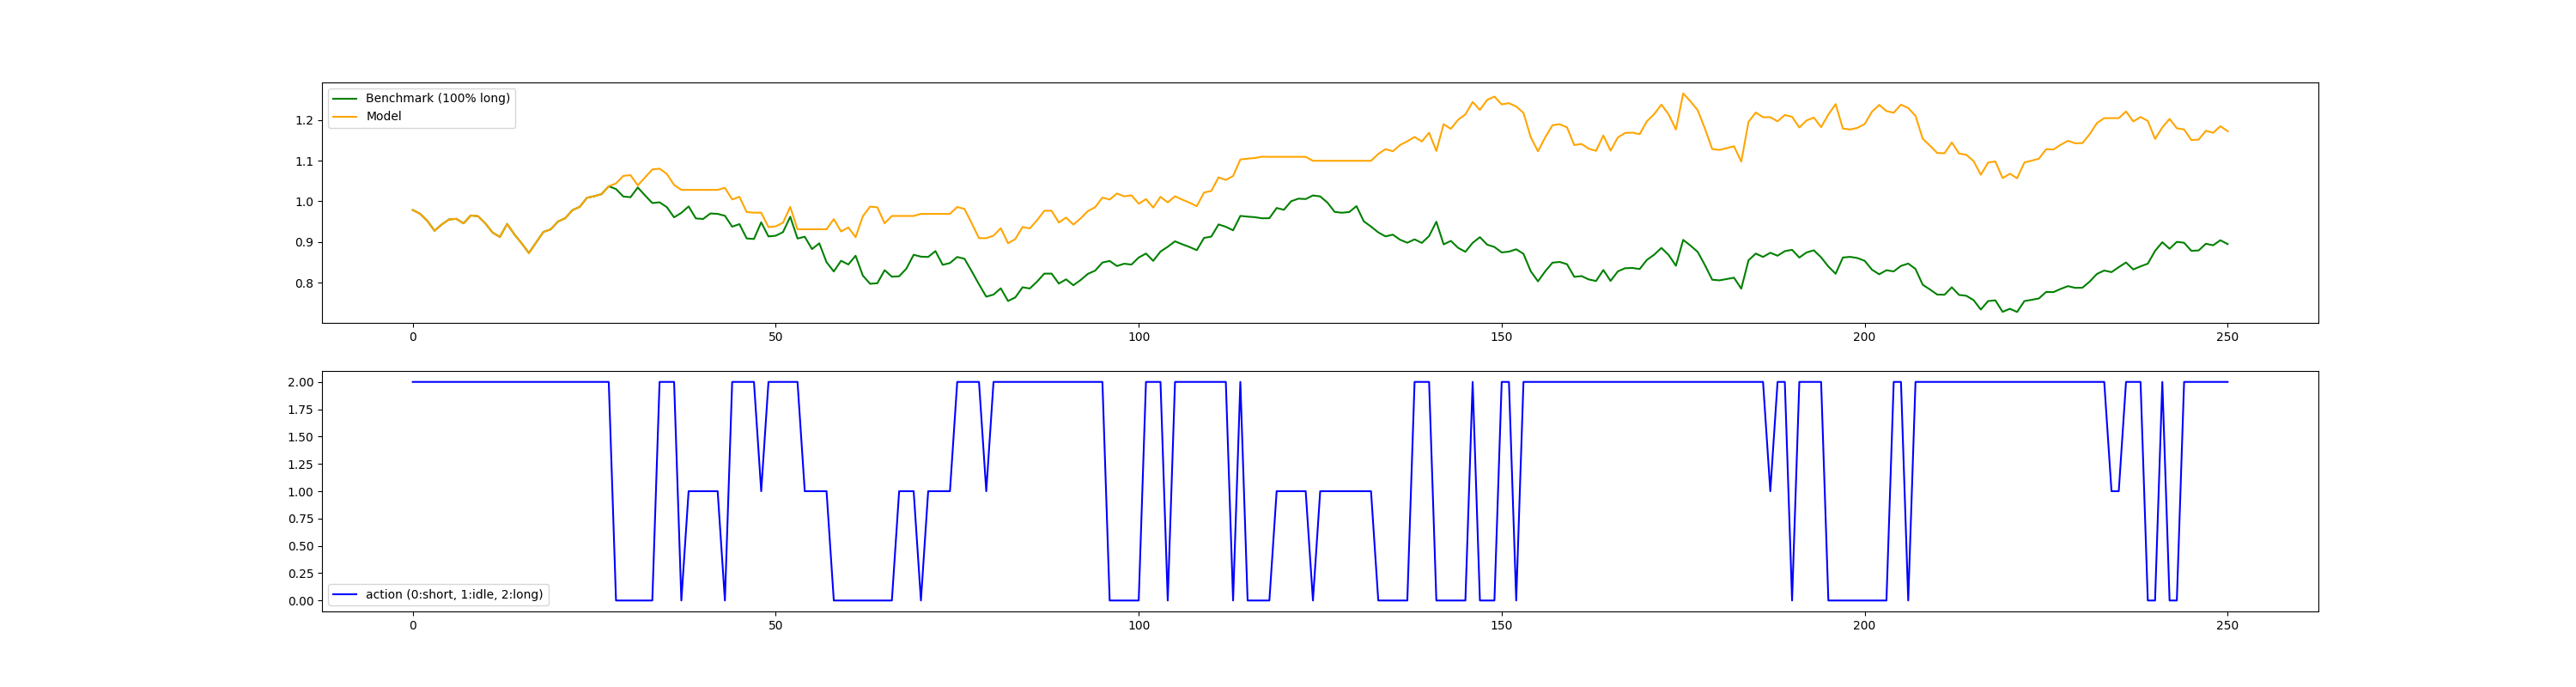 Benchmark (100% long)
Model
1.2
1.1
1.0
0.9
0.8
0 50 100 150 200 250
2.00
1.75
1.50
1.25
1.00
0.75
0.50
0.25
0.00
action (0:short, 1:idle, 2:long)
0 50 100 150 200 250